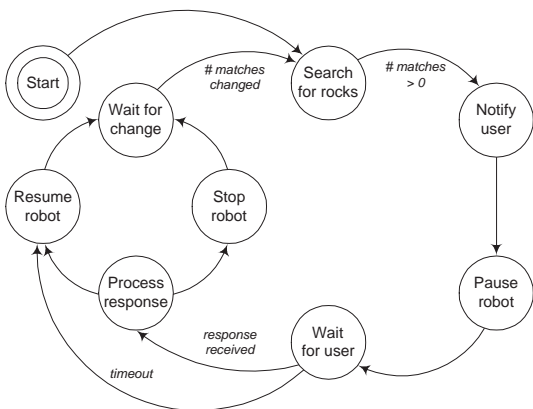 Start
Wait for
change
# matches
changed
Search
for rocks
# matches
> 0
Notify
user
Resume
robot
Stop
robot
Process
response
Pause
robot
Wait
for user
response
received
timeout